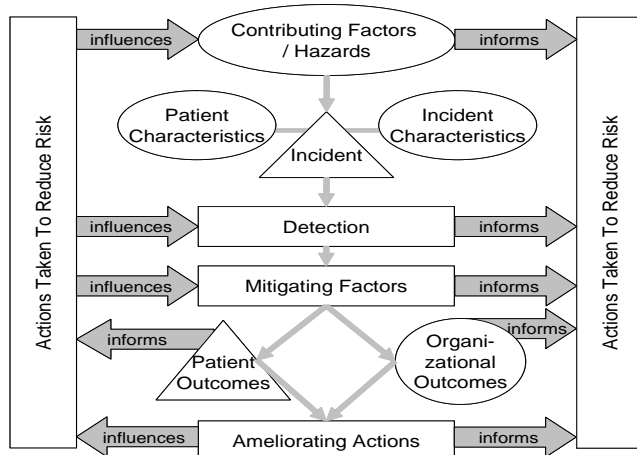 influences
Contributing Factors
/ Hazards
informs
Patient
Characteristics
Incident
Characteristics
Incident
influences
Detection
informs
influences
Mitigating Factors
informs
informs
Patient
Outcomes
Organi-
zational
Outcomes
informs
influences
Ameliorating Actions
informs
Actions Taken To Reduce Risk
Actions Taken To Reduce Risk